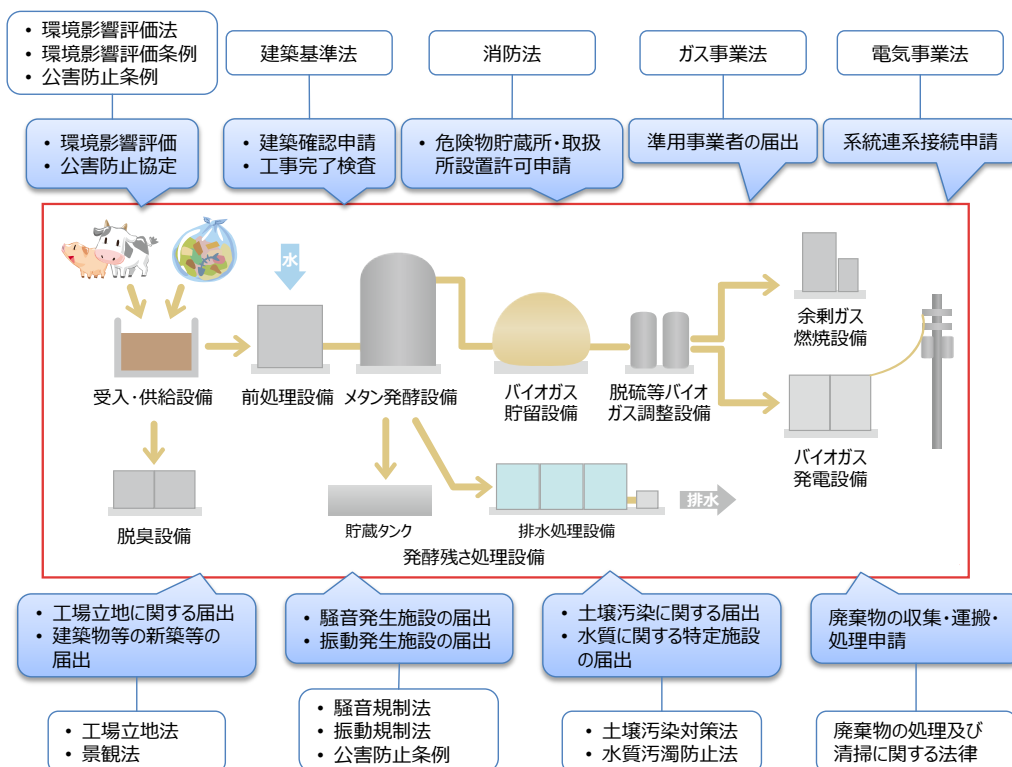 • 環境影響評価法
• 環境影響評価条例
• 公害防止条例
建築基準法
消防法
ガス事業法
電気事業法
• 環境影響評価
• 公害防止協定
• 建築確認申請
• 工事完了検査
• 危険物貯蔵所・取扱
所設置許可申請
準用事業者の届出
系統連系接続申請
水
余剰ガス
燃焼設備
受入・供給設備
前処理設備
メタン発酵設備
バイオガス
貯留設備
脱硫等バイオ
ガス調整設備
バイオガス
発電設備
脱臭設備
貯蔵タンク
排水処理設備
排水
発酵残さ処理設備
• 工場立地に関する届出
• 建築物等の新築等の
届出
• 騒音発生施設の届出
• 振動発生施設の届出
• 土壌汚染に関する届出
• 水質に関する特定施設
の届出
廃棄物の収集・運搬・
処理申請
• 工場立地法
• 景観法
• 騒音規制法
• 振動規制法
• 公害防止条例
• 土壌汚染対策法
• 水質汚濁防止法
廃棄物の処理及び
清掃に関する法律